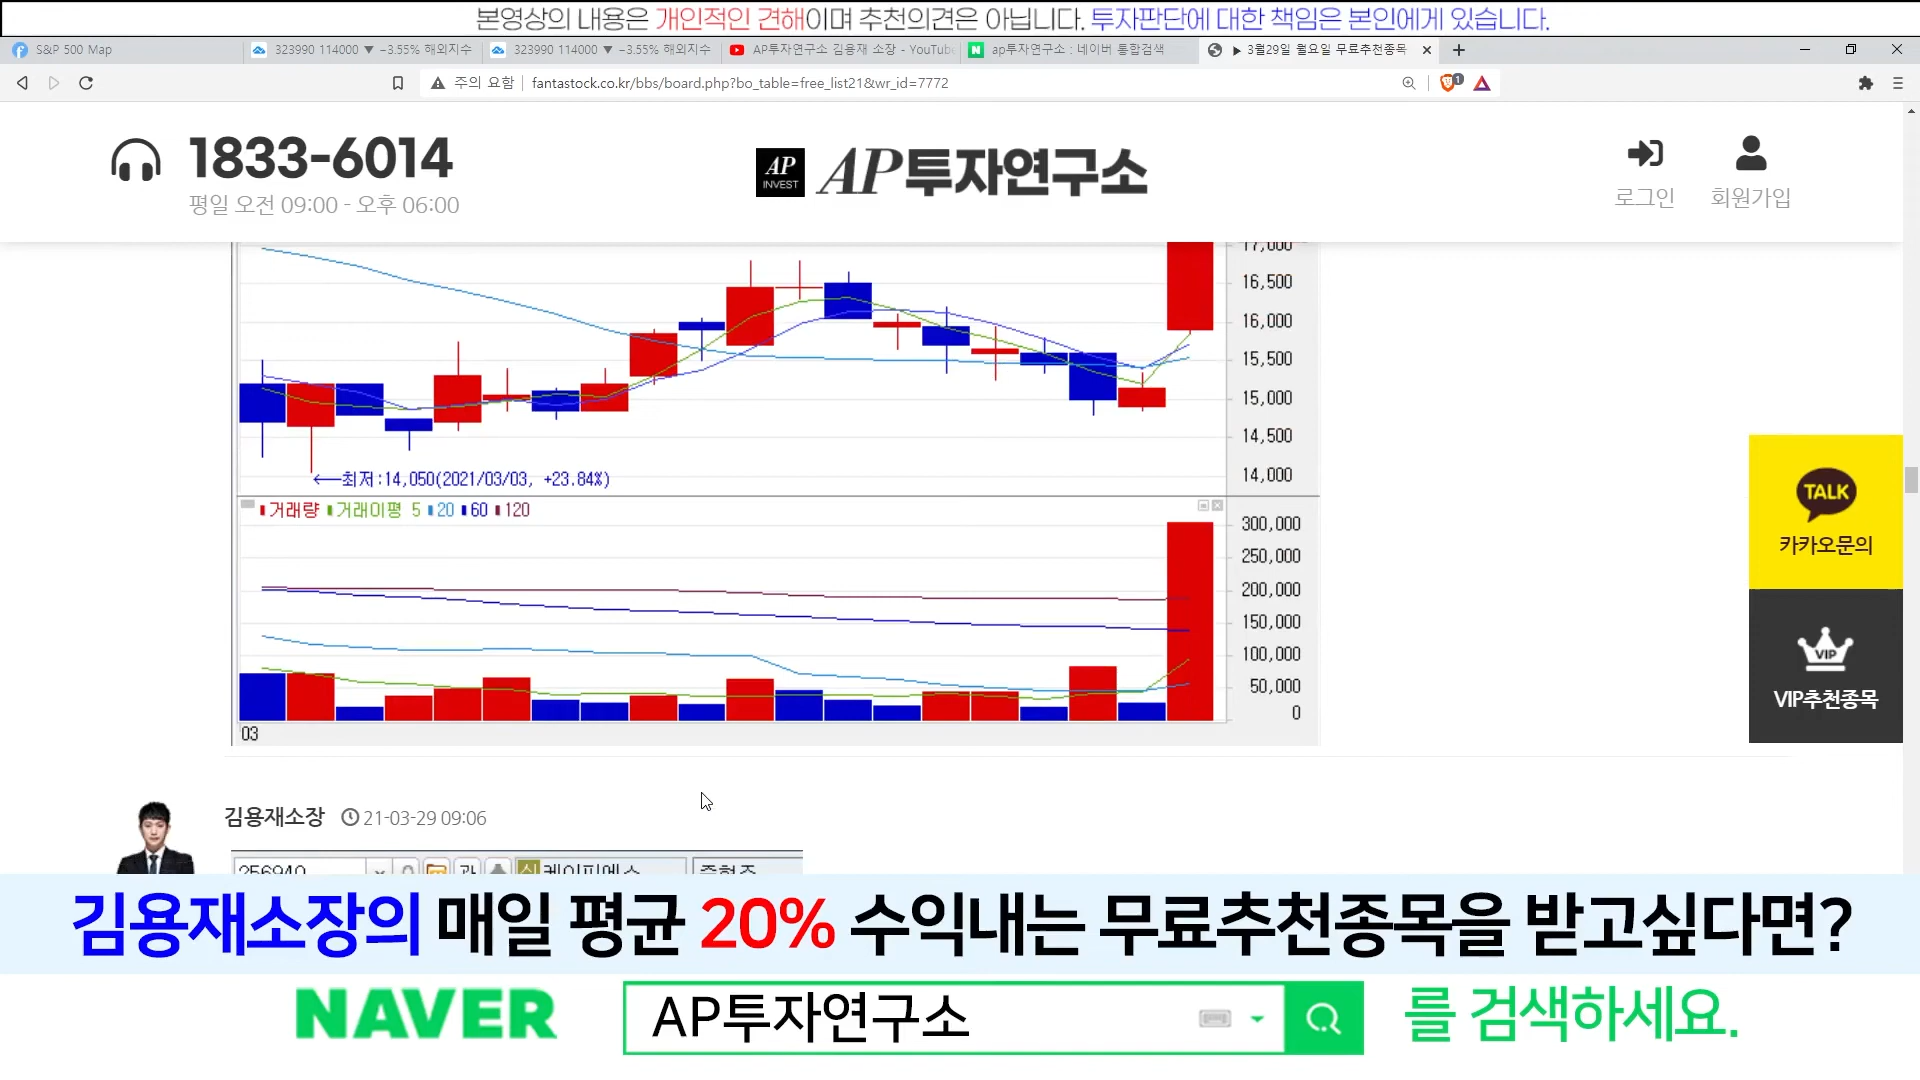 본영상의 내용은 개인적인 견해이며 추천의견은 아닙니다. 투자판단에 대한 책임은 본인에게 있습니다.
S&P 500 Map
323990 114000 ▼ -3.55% 해외지수
323990 114000 ▼ -3.55% 해외지수
AP투자연구소 김용재 소장 - YouTube
ap투자연구소 : 네이버 통합검색
▶ 3월29일 월요일 무료추천종목
주의 요함
fantastock.co.kr/bbs/board.php?bo_table=free_list21&wr_id=7772
1
1833-6014
평일 오전 09:00 - 오후 06:00
AP INVEST
AP투자연구소
로그인
회원가입
17,000
16,500
16,000
15,500
15,000
14,500
14,000
←최저:14,050(2021/03/03, +23.84%)
거래량 거래이평 5 20 60 120
300,000
250,000
200,000
150,000
100,000
50,000
0
03
TALK
카카오문의
VIP
VIP추천종목
김용재소장
21-03-29 09:06
256940
관
신 케이피에스
김용재소장의 매일 평균 20% 수익내는 무료추천종목을 받고싶다면?
NAVER
AP투자연구소
를 검색하세요.